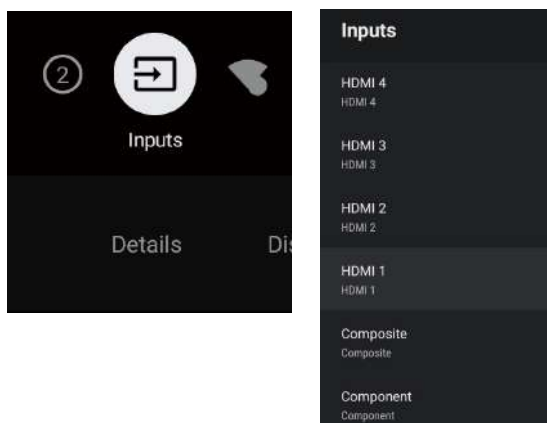 2
Inputs
Details
Dis
Inputs
HDMI 4
HDMI 4
HDMI 3
HDMI 3
HDMI 2
HDMI 2
HDMI 1
HDMI 1
Composite
Composite
Component
Component